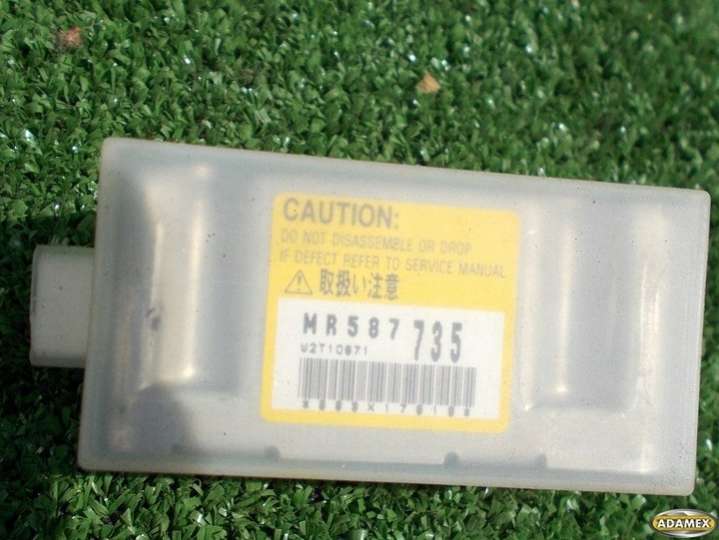 CAUTION:
DO NOT DISASSEMBLE OR DROP
IF DEFECT REFER TO SERVICE MANUAL
⚠ 取扱い注意
MR587 735
W2T10671
ADAMEX